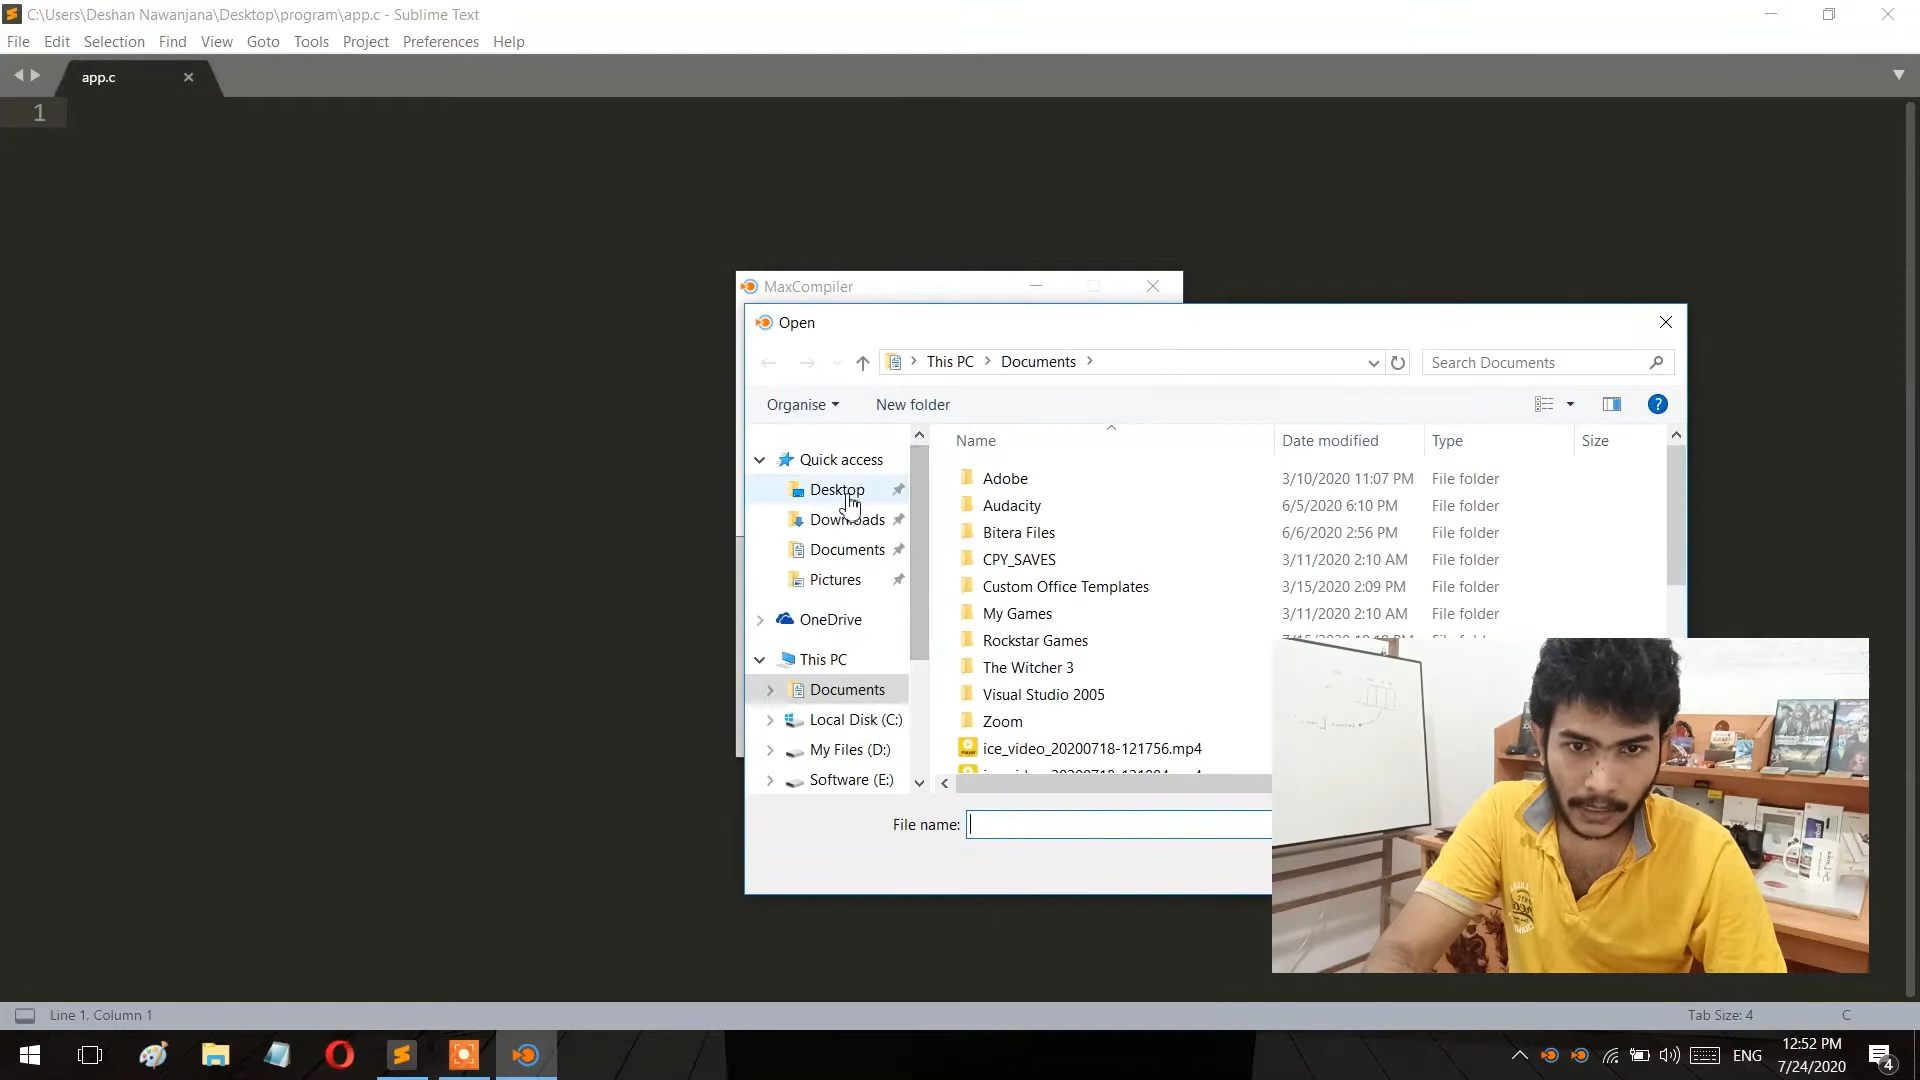 C:\Users\Deshan Nawanjana\Desktop\program\app.c - Sublime Text
File Edit Selection Find View Goto Tools Project Preferences Help
app.c
1
MaxCompiler
Open
This PC Documents
Search Documents
Organise New folder
Name Date modified Type Size
Quick access
Desktop
Downloads
Documents
Pictures
OneDrive
This PC
Documents
Local Disk (C:)
My Files (D:)
Software (E:)
Adobe 3/10/2020 11:07 PM File folder
Audacity 6/5/2020 6:10 PM File folder
Bitera Files 6/6/2020 2:56 PM File folder
CPY_SAVES 3/11/2020 2:10 AM File folder
Custom Office Templates 3/15/2020 2:09 PM File folder
My Games 3/11/2020 2:10 AM File folder
Rockstar Games
The Witcher 3
Visual Studio 2005
Zoom
ice_video_20200718-121756.mp4
File name:
Line 1, Column 1
Tab Size: 4
C
ENG
12:52 PM
7/24/2020
4